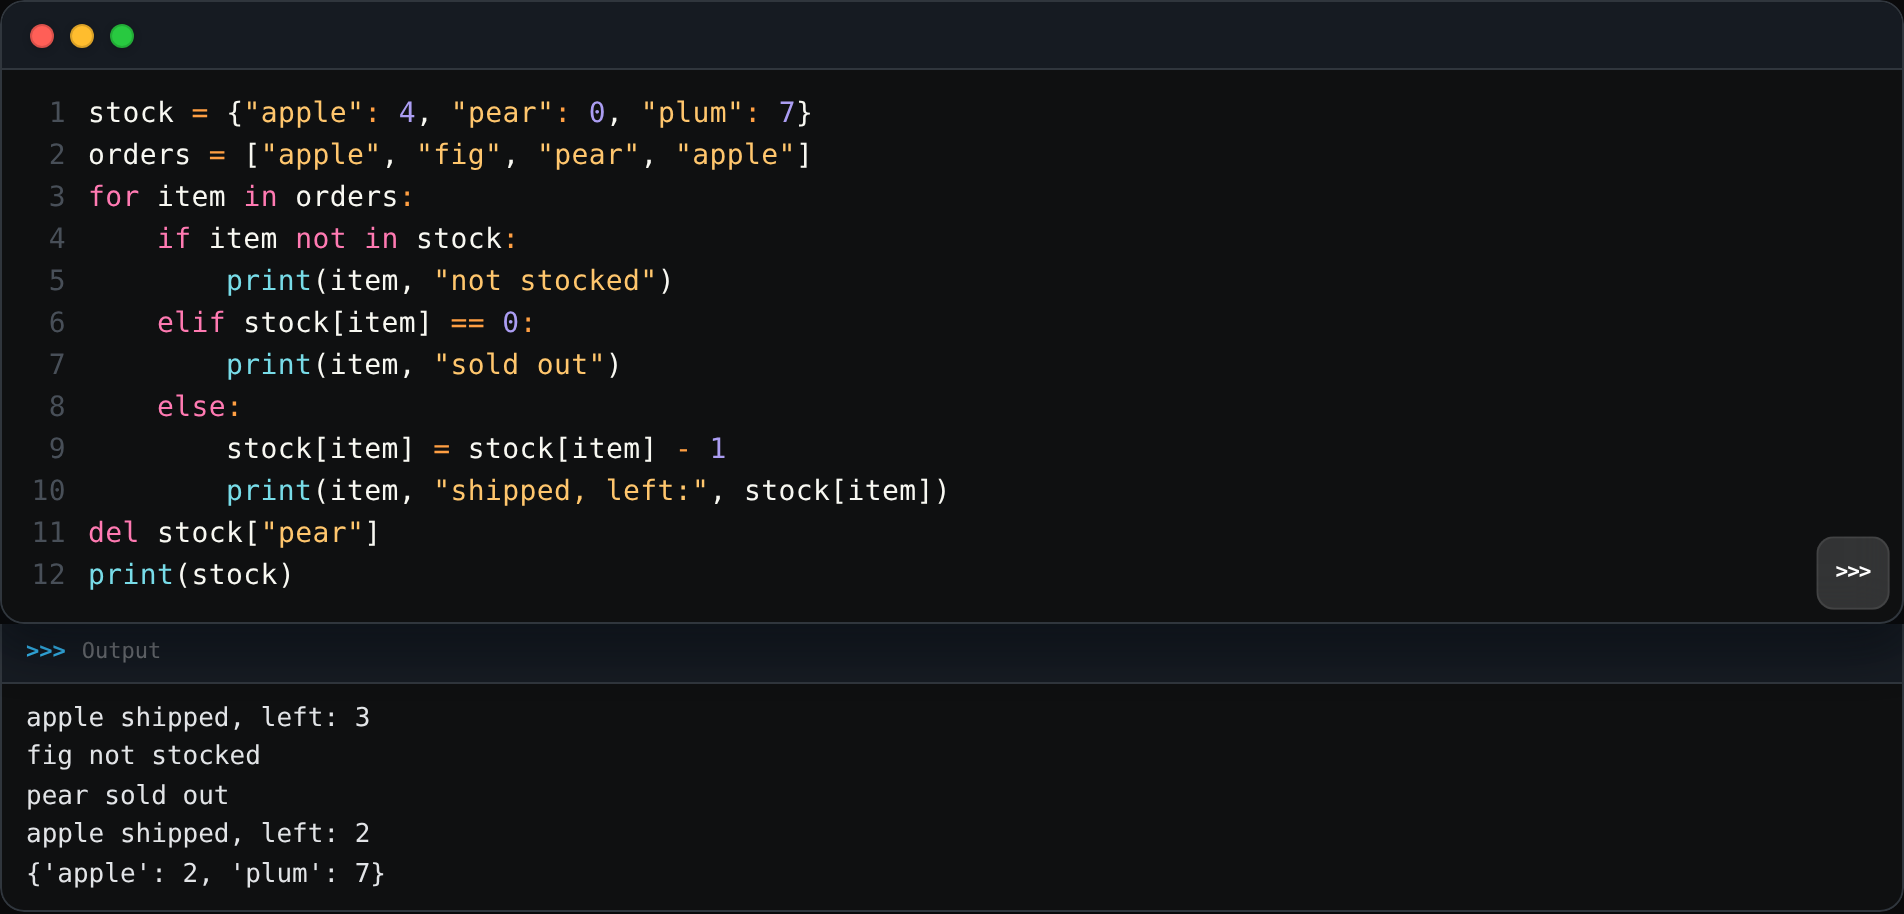 1 stock = {"apple": 4, "pear": 0, "plum": 7}
2 orders = ["apple", "fig", "pear", "apple"]
3 for item in orders:
4     if item not in stock:
5         print(item, "not stocked")
6     elif stock[item] == 0:
7         print(item, "sold out")
8     else:
9         stock[item] = stock[item] - 1
10         print(item, "shipped, left:", stock[item])
11 del stock["pear"]
12 print(stock)
>>>
>>> Output
apple shipped, left: 3
fig not stocked
pear sold out
apple shipped, left: 2
{'apple': 2, 'plum': 7}